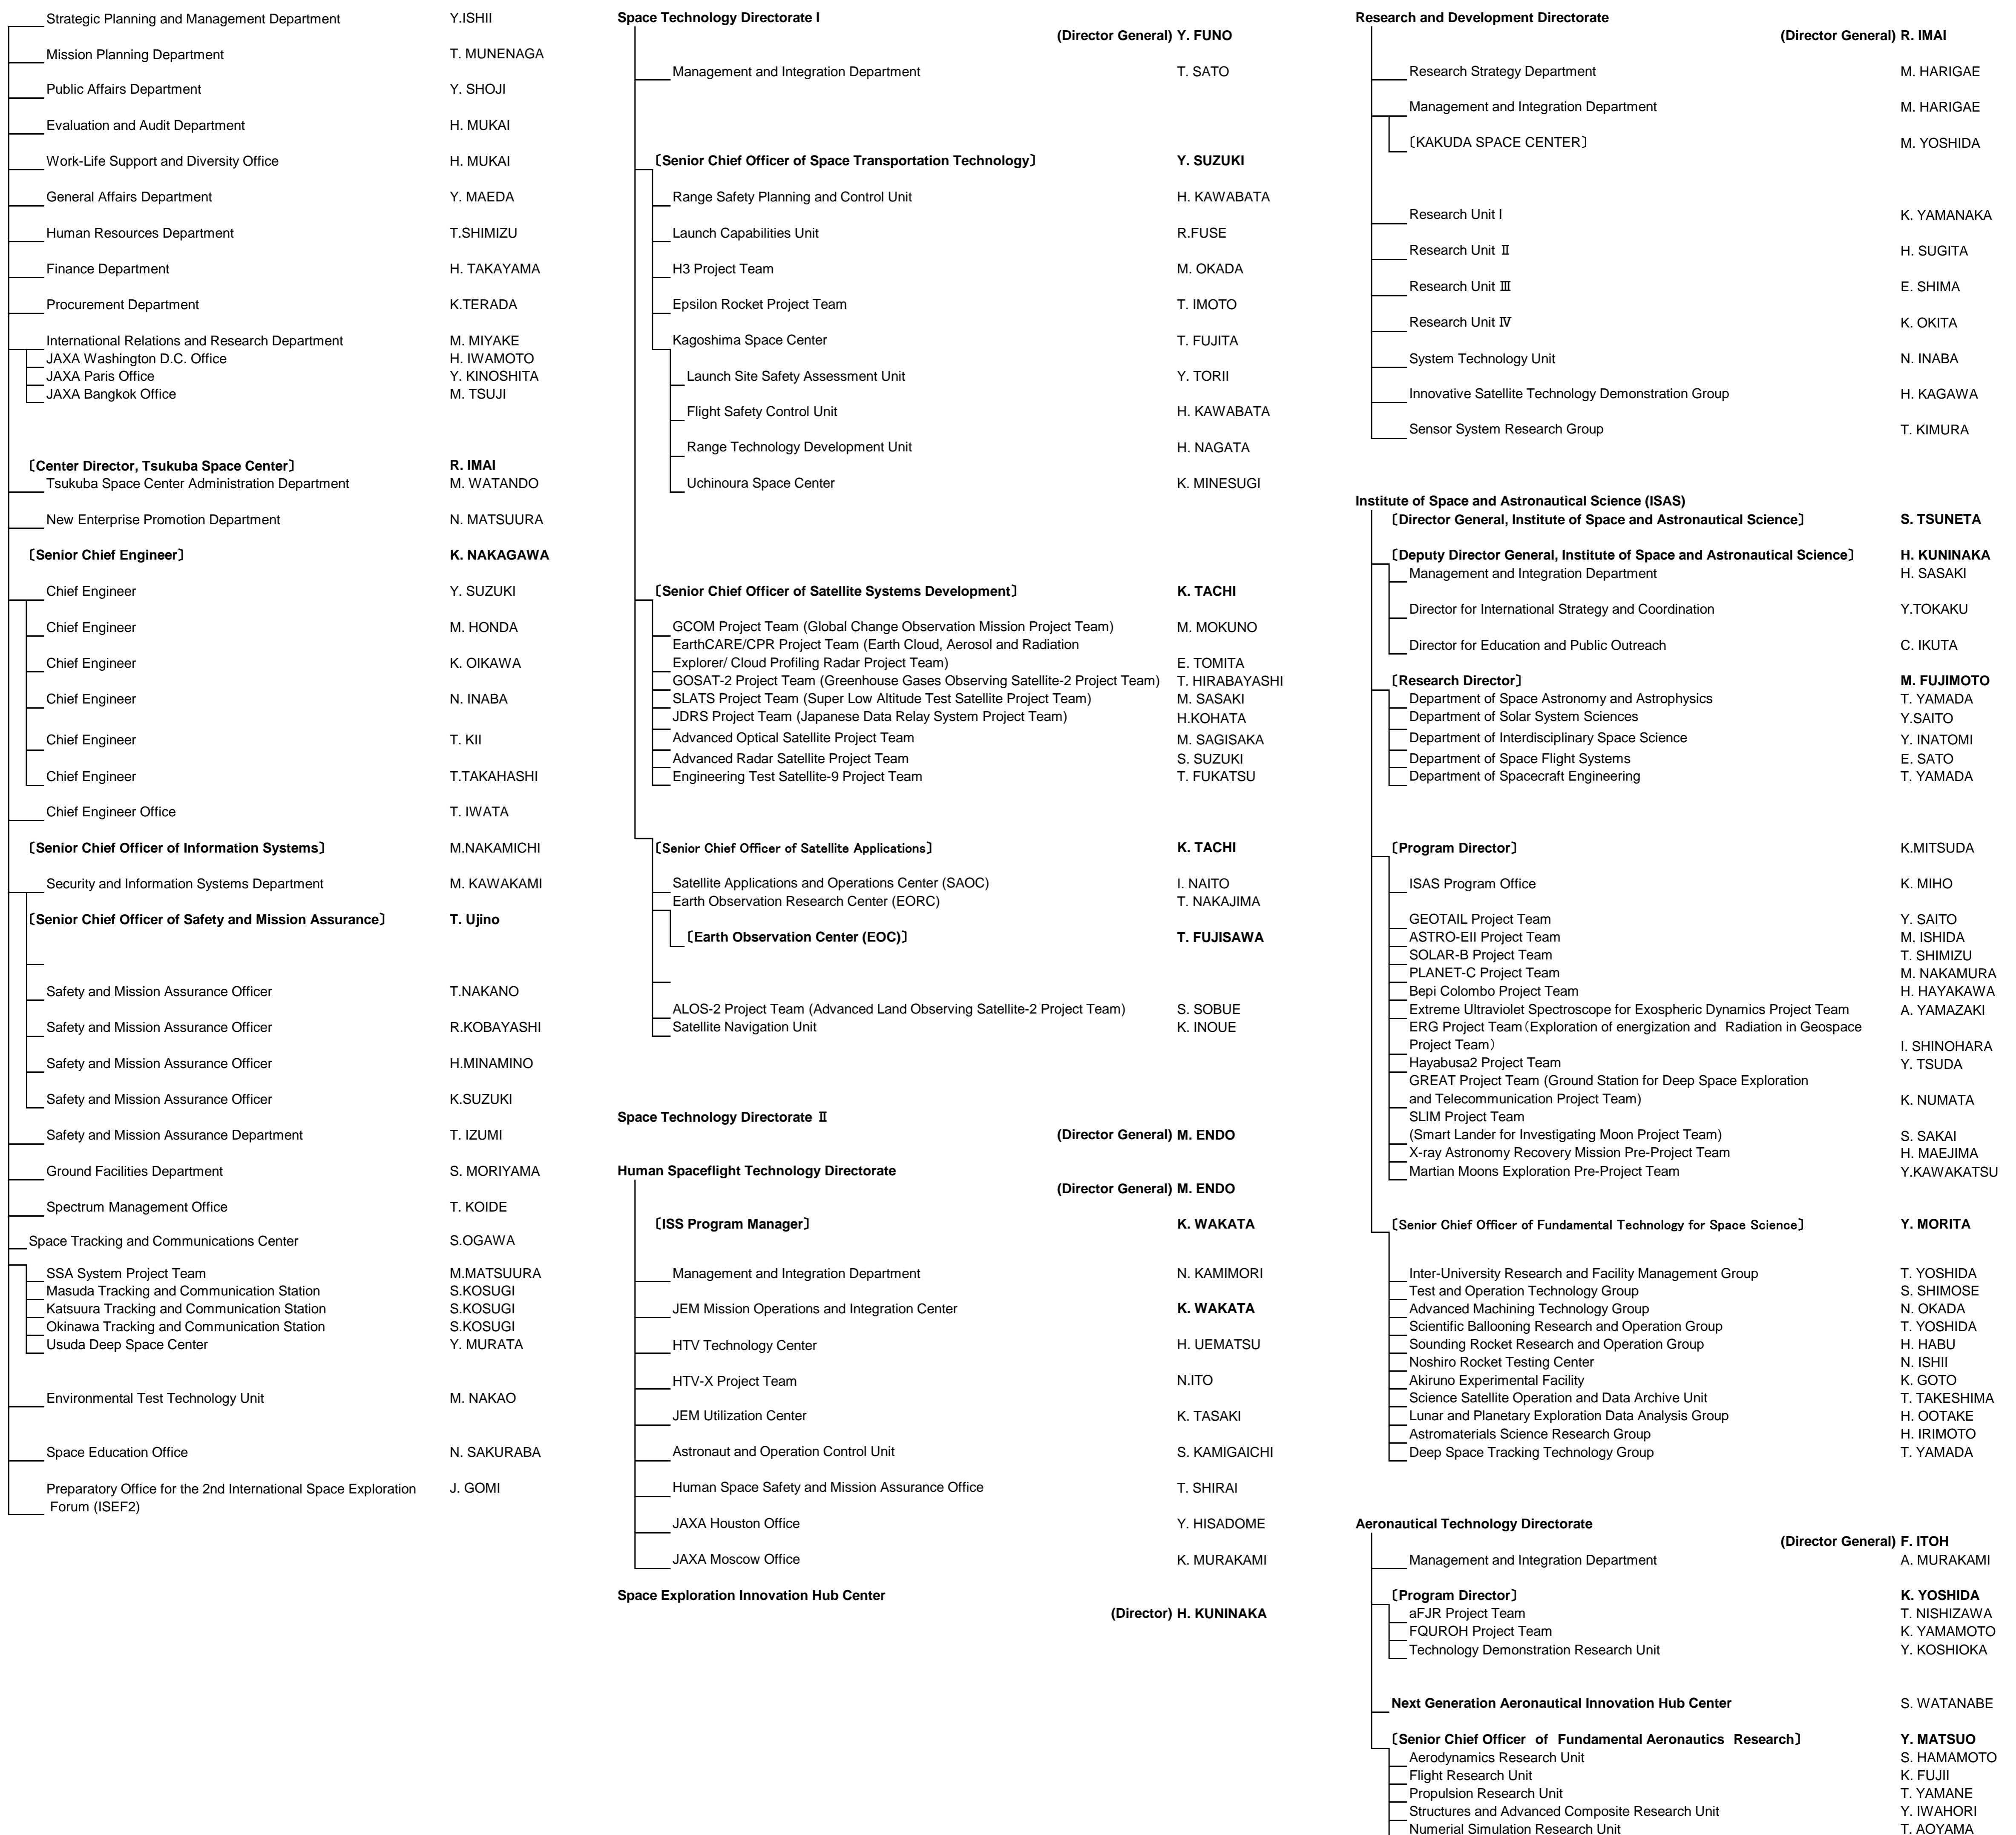 Strategic Planning and Management Department Y.ISHII
Mission Planning Department T. MUNENAGA
Public Affairs Department Y. SHOJI
Evaluation and Audit Department H. MUKAI
Work-Life Support and Diversity Office H. MUKAI
General Affairs Department Y. MAEDA
Human Resources Department T.SHIMIZU
Finance Department H. TAKAYAMA
Procurement Department K.TERADA
International Relations and Research Department M. MIYAKE
JAXA Washington D.C. Office H. IWAMOTO
JAXA Paris Office Y. KINOSHITA
JAXA Bangkok Office M. TSUJI
〔Center Director, Tsukuba Space Center〕 R. IMAI
Tsukuba Space Center Administration Department M. WATANDO
New Enterprise Promotion Department N. MATSUURA
〔Senior Chief Engineer〕 K. NAKAGAWA
Chief Engineer Y. SUZUKI
Chief Engineer M. HONDA
Chief Engineer K. OIKAWA
Chief Engineer N. INABA
Chief Engineer T. KII
Chief Engineer T.TAKAHASHI
Chief Engineer Office T. IWATA
〔Senior Chief Officer of Information Systems〕 M.NAKAMICHI
Security and Information Systems Department M. KAWAKAMI
〔Senior Chief Officer of Safety and Mission Assurance〕 T. Ujino
Safety and Mission Assurance Officer T.NAKANO
Safety and Mission Assurance Officer R.KOBAYASHI
Safety and Mission Assurance Officer H.MINAMINO
Safety and Mission Assurance Officer K.SUZUKI
Safety and Mission Assurance Department T. IZUMI
Ground Facilities Department S. MORIYAMA
Spectrum Management Office T. KOIDE
Space Tracking and Communications Center S.OGAWA
SSA System Project Team M.MATSUURA
Masuda Tracking and Communication Station S.KOSUGI
Katsuura Tracking and Communication Station S.KOSUGI
Okinawa Tracking and Communication Station S.KOSUGI
Usuda Deep Space Center Y. MURATA
Environmental Test Technology Unit M. NAKAO
Space Education Office N. SAKURABA
Preparatory Office for the 2nd International Space Exploration J. GOMI
Forum (ISEF2)
Space Technology Directorate I
(Director General) Y. FUNO
Management and Integration Department T. SATO
〔Senior Chief Officer of Space Transportation Technology〕 Y. SUZUKI
Range Safety Planning and Control Unit H. KAWABATA
Launch Capabilities Unit R.FUSE
H3 Project Team M. OKADA
Epsilon Rocket Project Team T. IMOTO
Kagoshima Space Center T. FUJITA
Launch Site Safety Assessment Unit Y. TORII
Flight Safety Control Unit H. KAWABATA
Range Technology Development Unit H. NAGATA
Uchinoura Space Center K. MINESUGI
〔Senior Chief Officer of Satellite Systems Development〕 K. TACHI
GCOM Project Team (Global Change Observation Mission Project Team) M. MOKUNO
EarthCARE/CPR Project Team (Earth Cloud, Aerosol and Radiation
Explorer/ Cloud Profiling Radar Project Team) E. TOMITA
GOSAT-2 Project Team (Greenhouse Gases Observing Satellite-2 Project Team) T. HIRABAYASHI
SLATS Project Team (Super Low Altitude Test Satellite Project Team) M. SASAKI
JDRS Project Team (Japanese Data Relay System Project Team) H.KOHATA
Advanced Optical Satellite Project Team M. SAGISAKA
Advanced Radar Satellite Project Team S. SUZUKI
Engineering Test Satellite-9 Project Team T. FUKATSU
〔Senior Chief Officer of Satellite Applications〕 K. TACHI
Satellite Applications and Operations Center (SAOC) I. NAITO
Earth Observation Research Center (EORC) T. NAKAJIMA
〔Earth Observation Center (EOC)〕 T. FUJISAWA
ALOS-2 Project Team (Advanced Land Observing Satellite-2 Project Team) S. SOBUE
Satellite Navigation Unit K. INOUE
Space Technology Directorate Ⅱ
(Director General) M. ENDO
Human Spaceflight Technology Directorate
(Director General) M. ENDO
〔ISS Program Manager〕 K. WAKATA
Management and Integration Department N. KAMIMORI
JEM Mission Operations and Integration Center K. WAKATA
HTV Technology Center H. UEMATSU
HTV-X Project Team N.ITO
JEM Utilization Center K. TASAKI
Astronaut and Operation Control Unit S. KAMIGAICHI
Human Space Safety and Mission Assurance Office T. SHIRAI
JAXA Houston Office Y. HISADOME
JAXA Moscow Office K. MURAKAMI
Space Exploration Innovation Hub Center
(Director) H. KUNINAKA
Research and Development Directorate
(Director General) R. IMAI
Research Strategy Department M. HARIGAE
Management and Integration Department M. HARIGAE
〔KAKUDA SPACE CENTER〕 M. YOSHIDA
Research Unit I K. YAMANAKA
Research Unit Ⅱ H. SUGITA
Research Unit Ⅲ E. SHIMA
Research Unit Ⅳ K. OKITA
System Technology Unit N. INABA
Innovative Satellite Technology Demonstration Group H. KAGAWA
Sensor System Research Group T. KIMURA
Institute of Space and Astronautical Science (ISAS)
〔Director General, Institute of Space and Astronautical Science〕 S. TSUNETA
〔Deputy Director General, Institute of Space and Astronautical Science〕 H. KUNINAKA
Management and Integration Department H. SASAKI
Director for International Strategy and Coordination Y.TOKAKU
Director for Education and Public Outreach C. IKUTA
〔Research Director〕 M. FUJIMOTO
Department of Space Astronomy and Astrophysics T. YAMADA
Department of Solar System Sciences Y.SAITO
Department of Interdisciplinary Space Science Y. INATOMI
Department of Space Flight Systems E. SATO
Department of Spacecraft Engineering T. YAMADA
〔Program Director〕 K.MITSUDA
ISAS Program Office K. MIHO
GEOTAIL Project Team Y. SAITO
ASTRO-EII Project Team M. ISHIDA
SOLAR-B Project Team T. SHIMIZU
PLANET-C Project Team M. NAKAMURA
Bepi Colombo Project Team H. HAYAKAWA
Extreme Ultraviolet Spectroscope for Exospheric Dynamics Project Team A. YAMAZAKI
ERG Project Team（Exploration of energization and Radiation in Geospace
Project Team） I. SHINOHARA
Hayabusa2 Project Team Y. TSUDA
GREAT Project Team (Ground Station for Deep Space Exploration
and Telecommunication Project Team) K. NUMATA
SLIM Project Team
(Smart Lander for Investigating Moon Project Team) S. SAKAI
X-ray Astronomy Recovery Mission Pre-Project Team H. MAEJIMA
Martian Moons Exploration Pre-Project Team Y.KAWAKATSU
〔Senior Chief Officer of Fundamental Technology for Space Science〕 Y. MORITA
Inter-University Research and Facility Management Group T. YOSHIDA
Test and Operation Technology Group S. SHIMOSE
Advanced Machining Technology Group N. OKADA
Scientific Ballooning Research and Operation Group T. YOSHIDA
Sounding Rocket Research and Operation Group H. HABU
Noshiro Rocket Testing Center N. ISHII
Akiruno Experimental Facility K. GOTO
Science Satellite Operation and Data Archive Unit T. TAKESHIMA
Lunar and Planetary Exploration Data Analysis Group H. OOTAKE
Astromaterials Science Research Group H. IRIMOTO
Deep Space Tracking Technology Group T. YAMADA
Aeronautical Technology Directorate
(Director General) F. ITOH
Management and Integration Department A. MURAKAMI
〔Program Director〕 K. YOSHIDA
aFJR Project Team T. NISHIZAWA
FQUROH Project Team K. YAMAMOTO
Technology Demonstration Research Unit Y. KOSHIOKA
Next Generation Aeronautical Innovation Hub Center S. WATANABE
〔Senior Chief Officer of Fundamental Aeronautics Research〕 Y. MATSUO
Aerodynamics Research Unit S. HAMAMOTO
Flight Research Unit K. FUJII
Propulsion Research Unit T. YAMANE
Structures and Advanced Composite Research Unit Y. IWAHORI
Numerial Simulation Research Unit T. AOYAMA